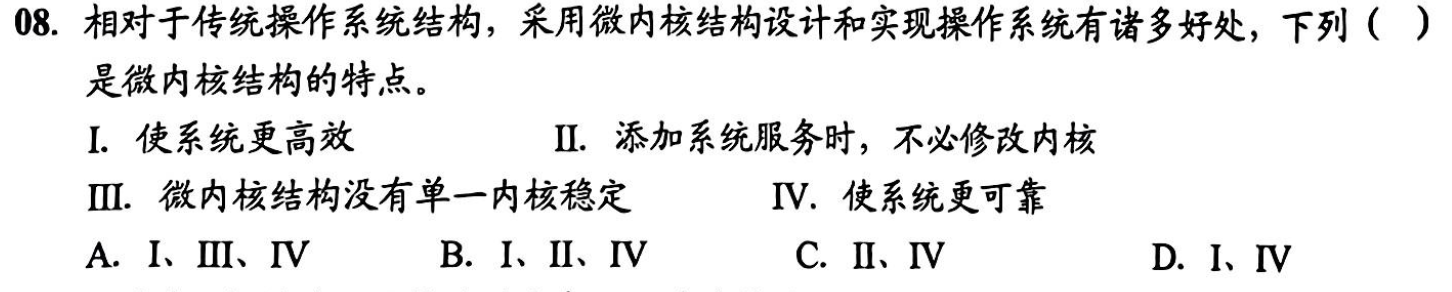 08. 相对于传统操作系统结构，采用微内核结构设计和实现操作系统有诸多好处，下列（ ）
是微内核结构的特点。
I. 使系统更高效 II. 添加系统服务时，不必修改内核
III. 微内核结构没有单一内核稳定 IV. 使系统更可靠
A. I、III、IV B. I、II、IV C. II、IV D. I、IV